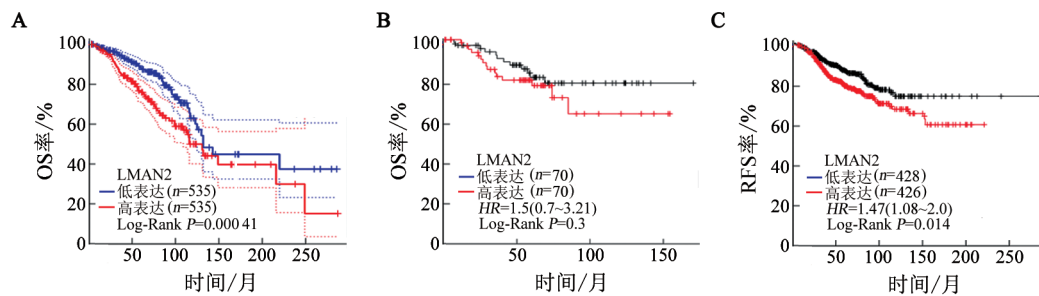 A
100
80
60
40
20
0
OS率/%
LMAN2
低表达 (n=535)
高表达 (n=535)
Log-Rank P=0.000 41
50 100 150 200 250
时间/月
B
100
80
60
40
20
0
OS率/%
LMAN2
低表达 (n=70)
高表达 (n=70)
HR=1.5(0.7~3.21)
Log-Rank P=0.3
50 100 150
时间/月
C
100
80
60
40
20
0
RFS率/%
LMAN2
低表达 (n=428)
高表达 (n=426)
HR=1.47(1.08~2.0)
Log-Rank P=0.014
50 100 150 200 250
时间/月